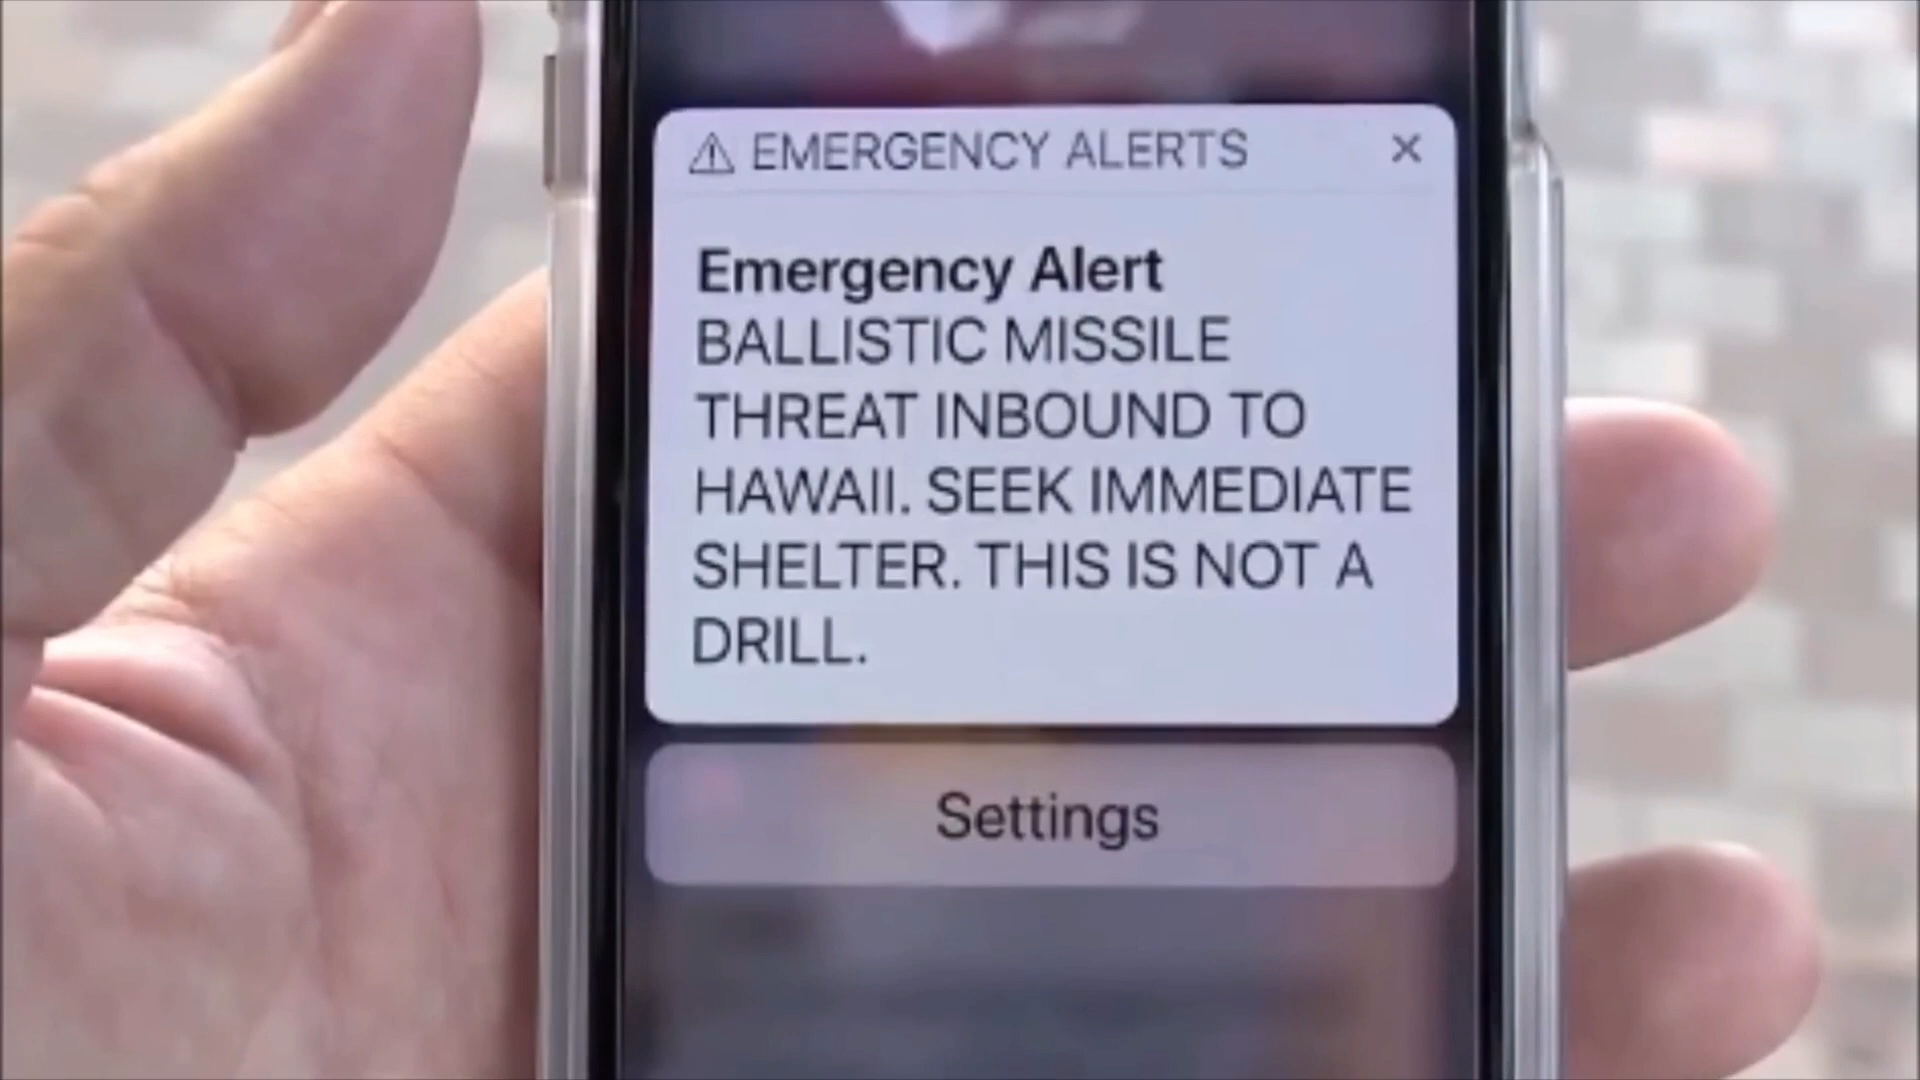 EMERGENCY ALERTS
Emergency Alert
BALLISTIC MISSILE
THREAT INBOUND TO
HAWAII. SEEK IMMEDIATE
SHELTER. THIS IS NOT A
DRILL.
Settings